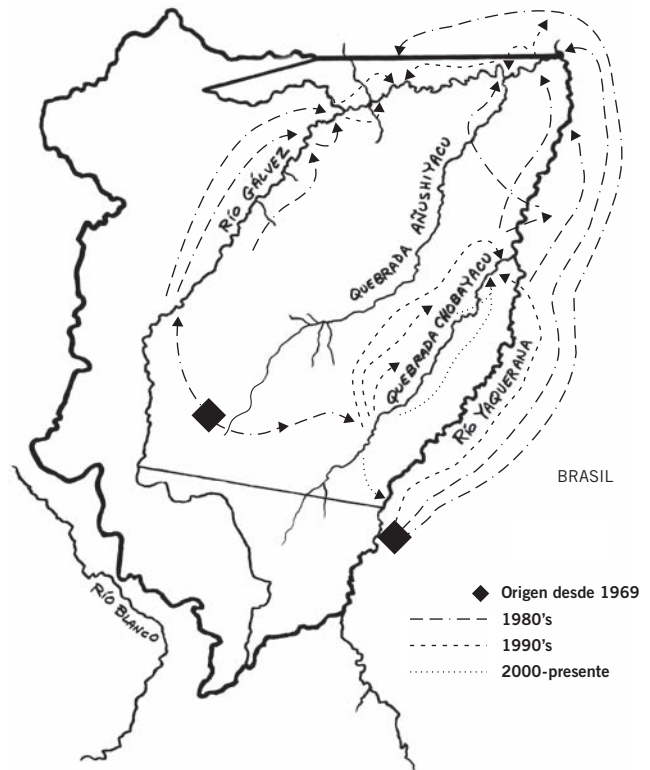 RÍO GÁLVEZ
QUEBRADA AÑUSHIYACU
QUEBRADA CHOBAYACU
RÍO YAQUERANA
BRASIL
RÍO BLANCO
Origen desde 1969
1980's
1990's
2000-presente